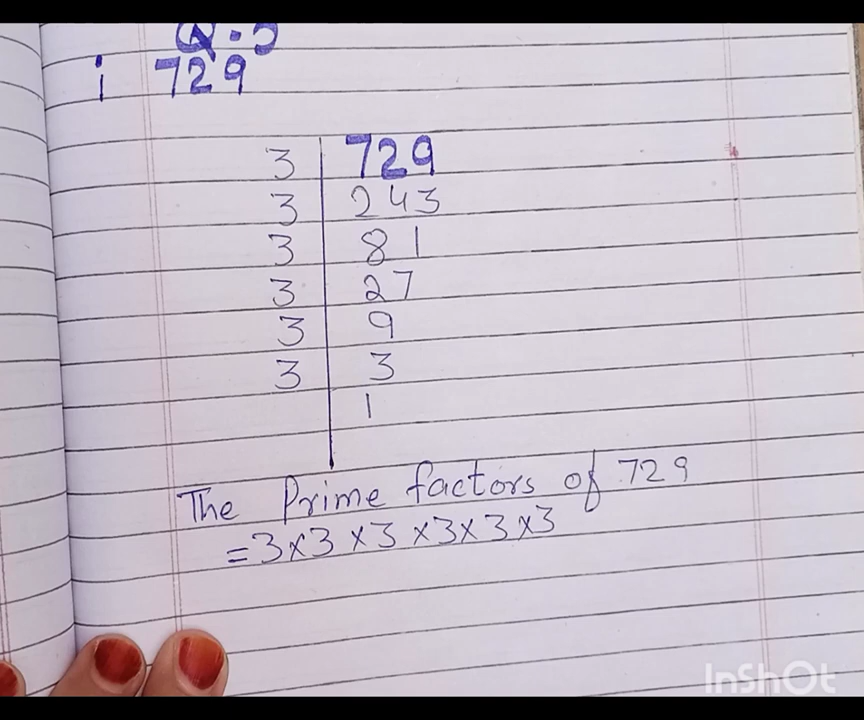 Q.5
i 729
3 729
3 243
3 81
3 27
3 9
3 3
1
The Prime factors of 729
=3×3×3×3×3×3
InShOt